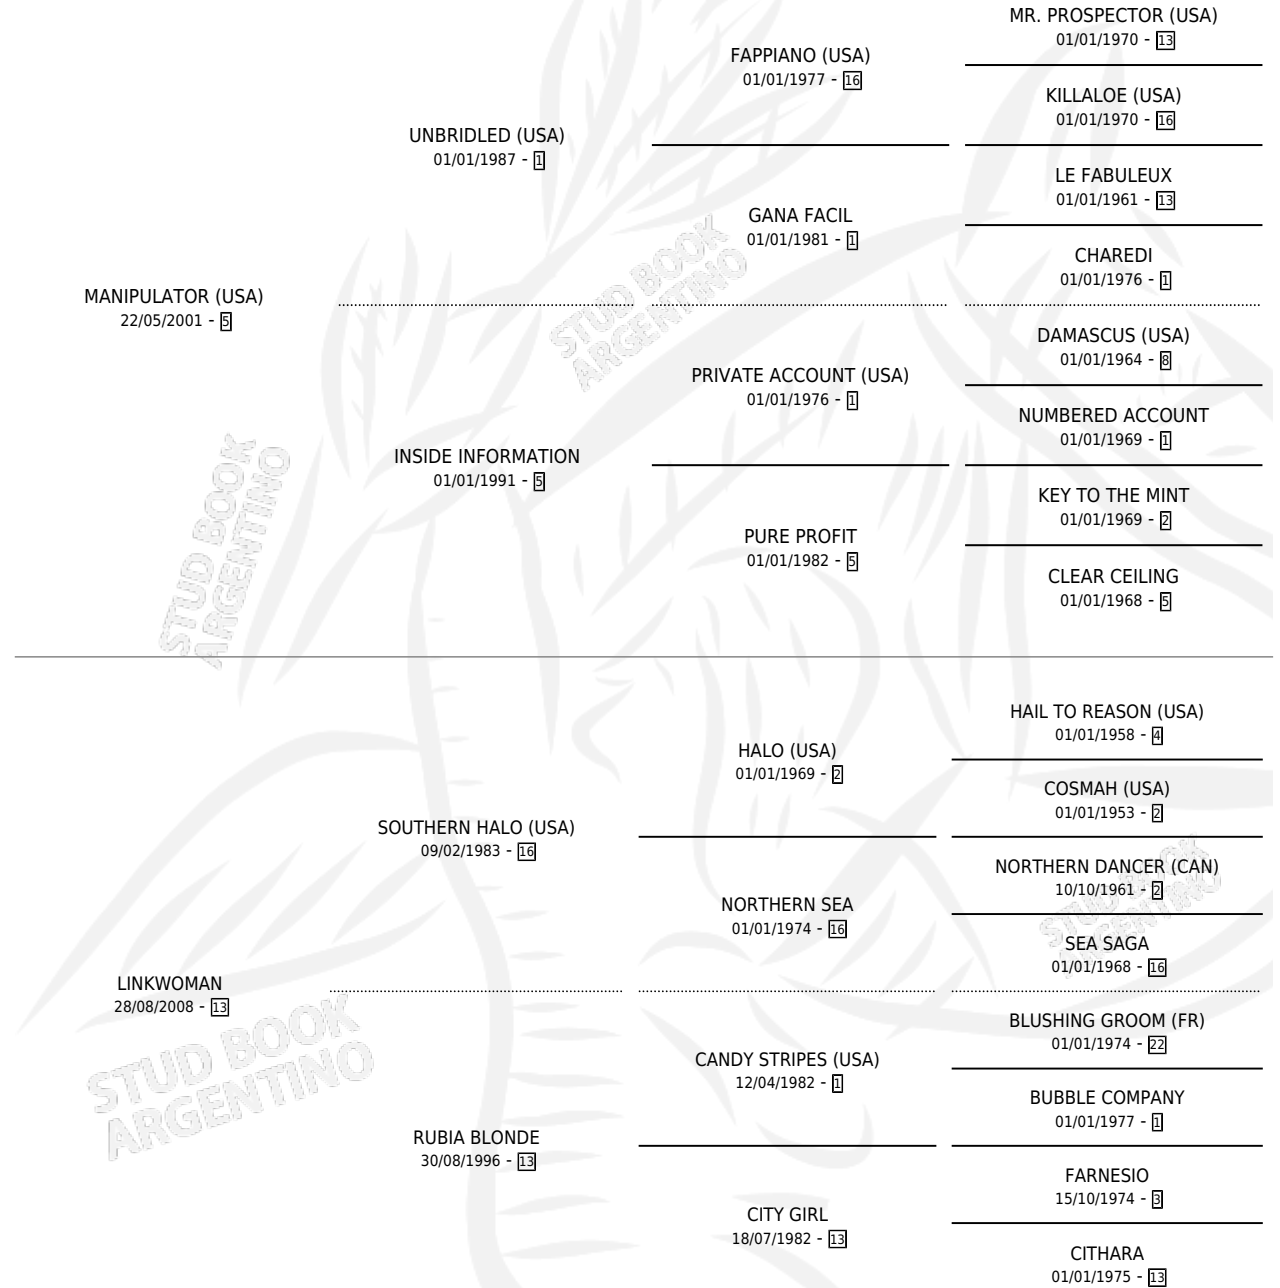 MR. PROSPECTOR (USA)
01/01/1970 - 13
FAPPIANO (USA)
01/01/1977 - 16
KILLALOE (USA)
01/01/1970 - 16
UNBRIDLED (USA)
01/01/1987 - 1
LE FABULEUX
01/01/1961 - 13
GANA FACIL
01/01/1981 - 1
CHAREDI
01/01/1976 - 1
MANIPULATOR (USA)
22/05/2001 - 5
STUD BOOK
ARGENTINO
DAMASCUS (USA)
01/01/1964 - 8
PRIVATE ACCOUNT (USA)
01/01/1976 - 1
NUMBERED ACCOUNT
01/01/1969 - 1
INSIDE INFORMATION
01/01/1991 - 5
KEY TO THE MINT
01/01/1969 - 2
PURE PROFIT
01/01/1982 - 5
CLEAR CEILING
01/01/1968 - 5
STUD BOOK
ARGENTINO
HAIL TO REASON (USA)
01/01/1958 - 4
HALO (USA)
01/01/1969 - 2
COSMAH (USA)
01/01/1953 - 2
SOUTHERN HALO (USA)
09/02/1983 - 16
NORTHERN DANCER (CAN)
10/10/1961 - 2
STUD BOOK
ARGENTINO
NORTHERN SEA
01/01/1974 - 16
SEA SAGA
01/01/1968 - 16
LINKWOMAN
28/08/2008 - 13
STUD BOOK
ARGENTINO
BLUSHING GROOM (FR)
01/01/1974 - 22
CANDY STRIPES (USA)
12/04/1982 - 1
BUBBLE COMPANY
01/01/1977 - 1
RUBIA BLONDE
30/08/1996 - 13
FARNESIO
15/10/1974 - 3
CITY GIRL
18/07/1982 - 13
CITHARA
01/01/1975 - 13